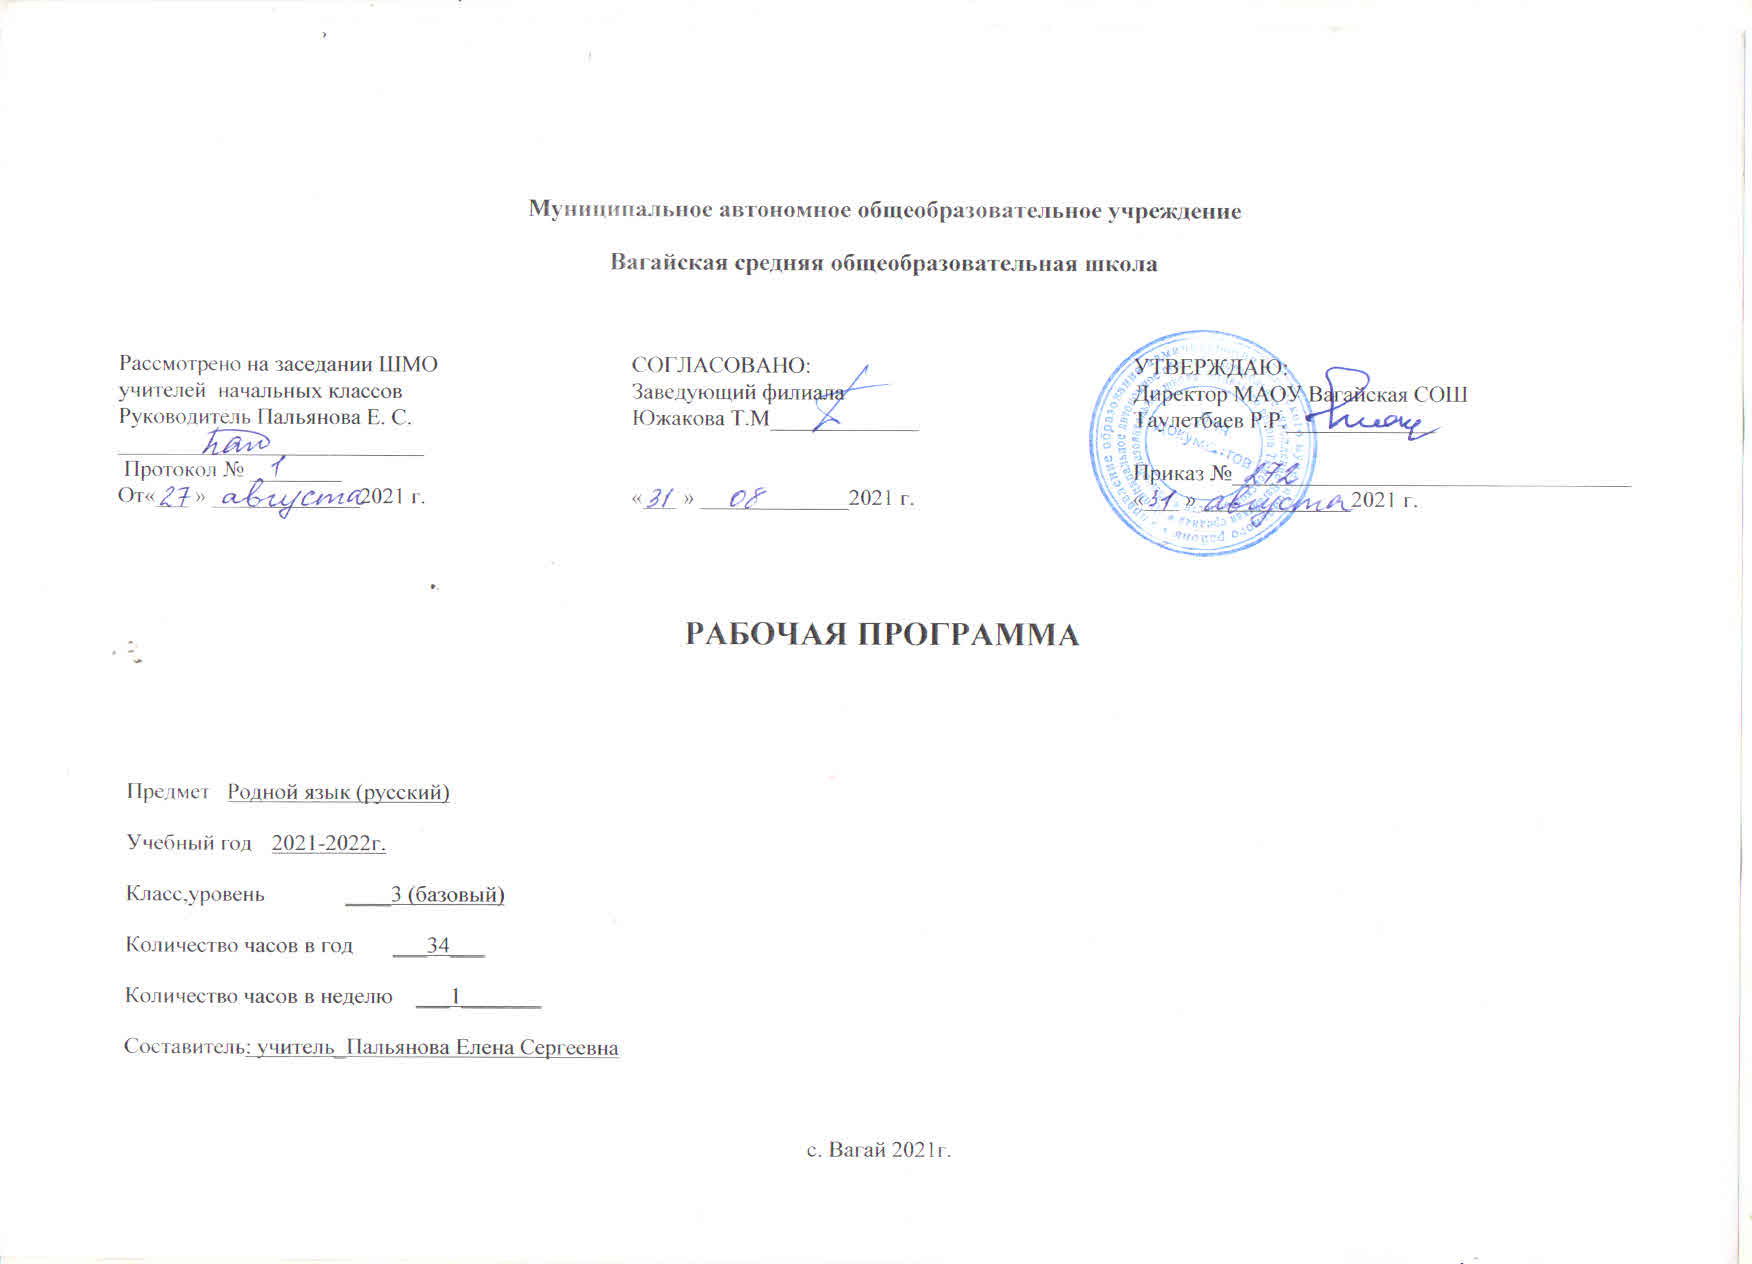 Муниципальное автономное общеобразовательное учреждение
Вагайская средняя общеобразовательная школа
Рассмотрено на заседании ШМО
учителей начальных классов
Руководитель Пальянова Е. С.
Протокол № 1
От« 27 » августа 2021 г.
СОГЛАСОВАНО:
Заведующий филиала
Южакова Т.М
« 31 » 08 2021 г.
УТВЕРЖДАЮ:
Директор МАОУ Вагайская СОШ
Таулетбаев Р.Р.
Приказ № 272
« 31 » августа 2021 г.
РАБОЧАЯ ПРОГРАММА
Предмет Родной язык (русский)
Учебный год 2021-2022г.
Класс,уровень 3 (базовый)
Количество часов в год 34
Количество часов в неделю 1
Составитель: учитель Пальянова Елена Сергеевна
с. Вагай 2021г.